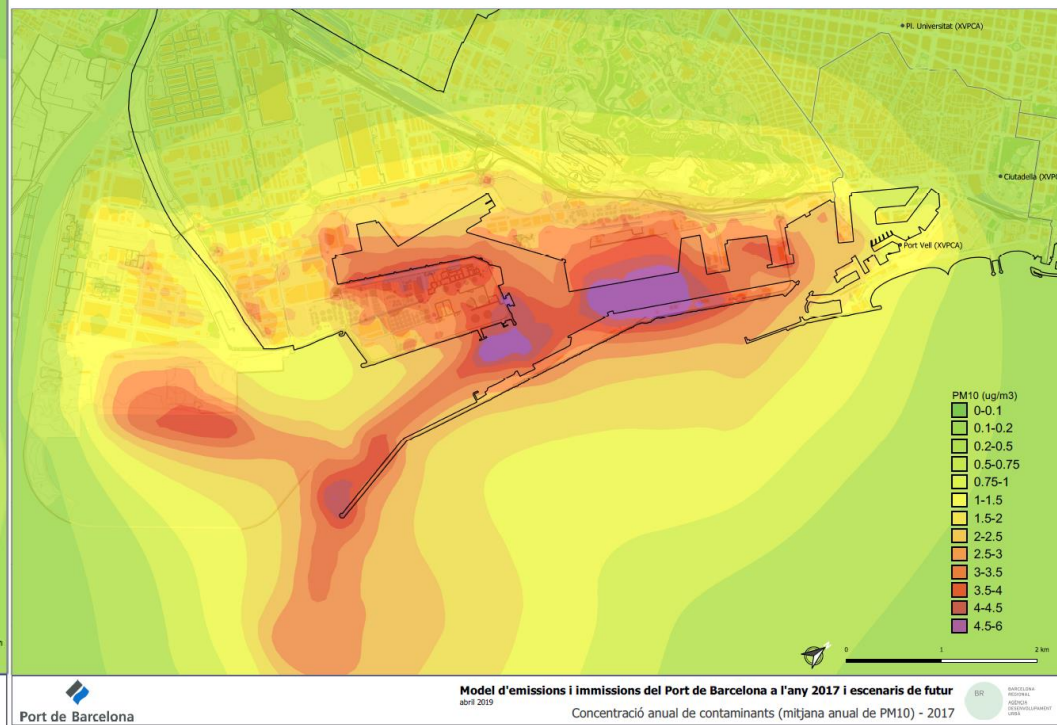 Pl. Universitat (XVPCA)
Ciutadella (XVP
Port Vell (XVPCA)
PM10 (ug/m3)
0-0.1
0.1-0.2
0.2-0.5
0.5-0.75
0.75-1
1-1.5
1.5-2
2-2.5
2.5-3
3-3.5
3.5-4
4-4.5
4.5-6
0 1 2 km
Port de Barcelona
Model d'emissions i immissions del Port de Barcelona a l'any 2017 i escenaris de futur
abril 2019
Concentració anual de contaminants (mitjana anual de PM10) - 2017
BR
BARCELONA
REGIONAL
AGÈNCIA
DESENVOLUPAMENT
URBÀ